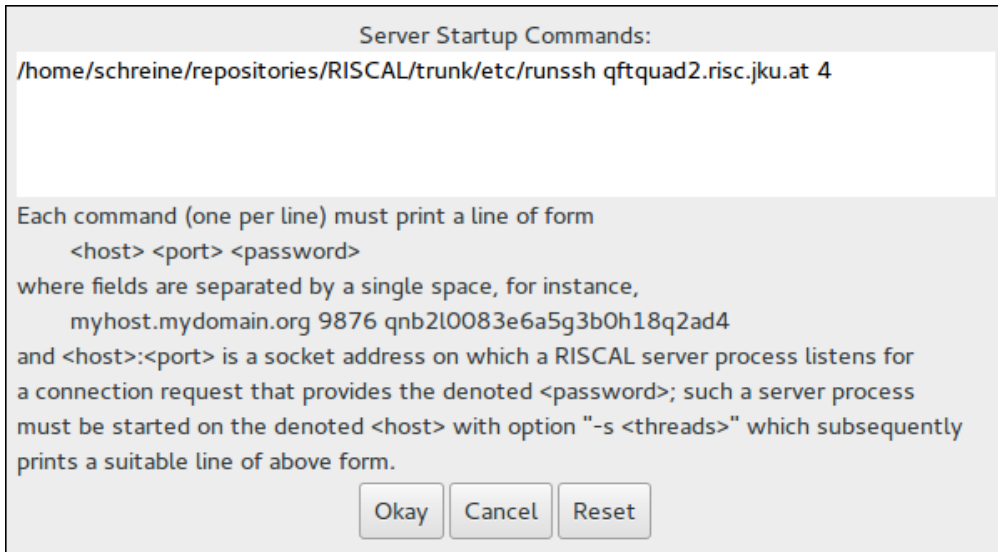 Server Startup Commands:
/home/schreine/repositories/RISCAL/trunk/etc/runssh qftquad2.risc.jku.at 4
Each command (one per line) must print a line of form
<host> <port> <password>
where fields are separated by a single space, for instance,
myhost.mydomain.org 9876 qnb2l0083e6a5g3b0h18q2ad4
and <host>:<port> is a socket address on which a RISCAL server process listens for
a connection request that provides the denoted <password>; such a server process
must be started on the denoted <host> with option "-s <threads>" which subsequently
prints a suitable line of above form.
Okay Cancel Reset